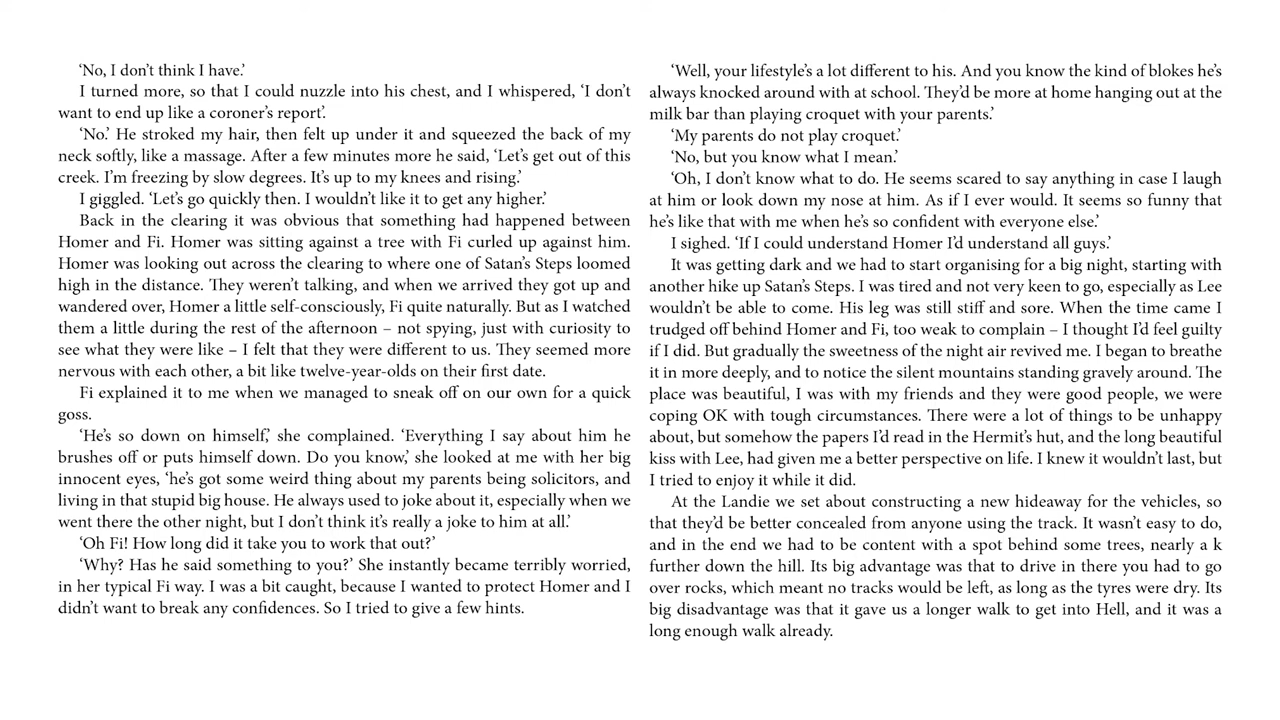 ‘No, I don’t think I have.’
I turned more, so that I could nuzzle into his chest, and I whispered, ‘I don’t
want to end up like a coroner’s report’.
‘No.’ He stroked my hair, then felt up under it and squeezed the back of my
neck softly, like a massage. After a few minutes more he said, ‘Let’s get out of this
creek. I’m freezing by slow degrees. It’s up to my knees and rising.’
I giggled. ‘Let’s go quickly then. I wouldn’t like it to get any higher.’
Back in the clearing it was obvious that something had happened between
Homer and Fi. Homer was sitting against a tree with Fi curled up against him.
Homer was looking out across the clearing to where one of Satan’s Steps loomed
high in the distance. They weren’t talking, and when we arrived they got up and
wandered over, Homer a little self-consciously, Fi quite naturally. But as I watched
them a little during the rest of the afternoon – not spying, just with curiosity to
see what they were like – I felt that they were different to us. They seemed more
nervous with each other, a bit like twelve-year-olds on their first date.
Fi explained it to me when we managed to sneak off on our own for a quick
goss.
‘He’s so down on himself,’ she complained. ‘Everything I say about him he
brushes off or puts himself down. Do you know,’ she looked at me with her big
innocent eyes, ‘he’s got some weird thing about my parents being solicitors, and
living in that stupid big house. He always used to joke about it, especially when we
went there the other night, but I don’t think it’s really a joke to him at all.’
‘Oh Fi! How long did it take you to work that out?’
‘Why? Has he said something to you?’ She instantly became terribly worried,
in her typical Fi way. I was a bit caught, because I wanted to protect Homer and I
didn’t want to break any confidences. So I tried to give a few hints.
‘Well, your lifestyle’s a lot different to his. And you know the kind of blokes he’s
always knocked around with at school. They’d be more at home hanging out at the
milk bar than playing croquet with your parents.’
‘My parents do not play croquet.’
‘No, but you know what I mean.’
‘Oh, I don’t know what to do. He seems scared to say anything in case I laugh
at him or look down my nose at him. As if I ever would. It seems so funny that
he’s like that with me when he’s so confident with everyone else.’
I sighed. ‘If I could understand Homer I’d understand all guys.’
It was getting dark and we had to start organising for a big night, starting with
another hike up Satan’s Steps. I was tired and not very keen to go, especially as Lee
wouldn’t be able to come. His leg was still stiff and sore. When the time came I
trudged off behind Homer and Fi, too weak to complain – I thought I’d feel guilty
if I did. But gradually the sweetness of the night air revived me. I began to breathe
it in more deeply, and to notice the silent mountains standing gravely around. The
place was beautiful, I was with my friends and they were good people, we were
coping OK with tough circumstances. There were a lot of things to be unhappy
about, but somehow the papers I’d read in the Hermit’s hut, and the long beautiful
kiss with Lee, had given me a better perspective on life. I knew it wouldn’t last, but
I tried to enjoy it while it did.
At the Landie we set about constructing a new hideaway for the vehicles, so
that they’d be better concealed from anyone using the track. It wasn’t easy to do,
and in the end we had to be content with a spot behind some trees, nearly a k
further down the hill. Its big advantage was that to drive in there you had to go
over rocks, which meant no tracks would be left, as long as the tyres were dry. Its
big disadvantage was that it gave us a longer walk to get into Hell, and it was a
long enough walk already.